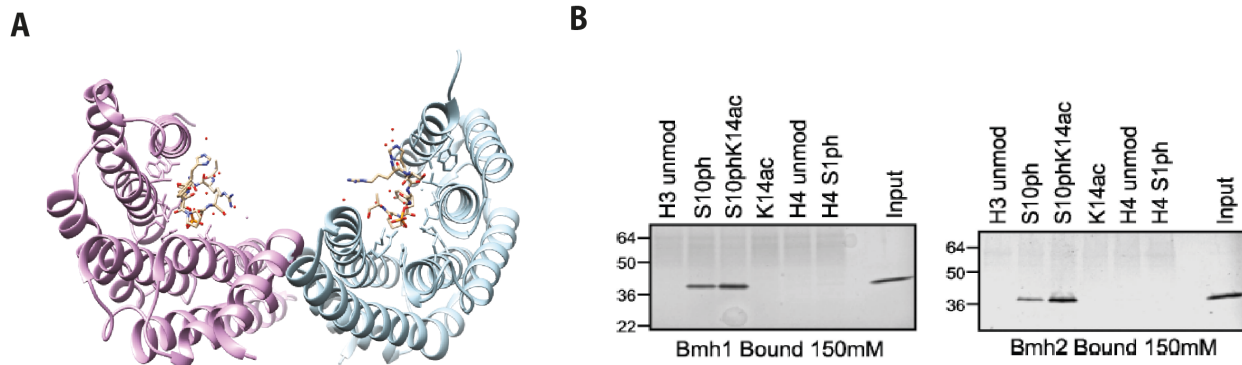 A
B
H3 unmod
S10ph
S10phK14ac
K14ac
H4 unmod
H4 S1ph
Input
64
50
36
22
Bmh1 Bound 150mM
H3 unmod
S10ph
S10phK14ac
K14ac
H4 unmod
H4 S1ph
Input
64
50
36
Bmh2 Bound 150mM